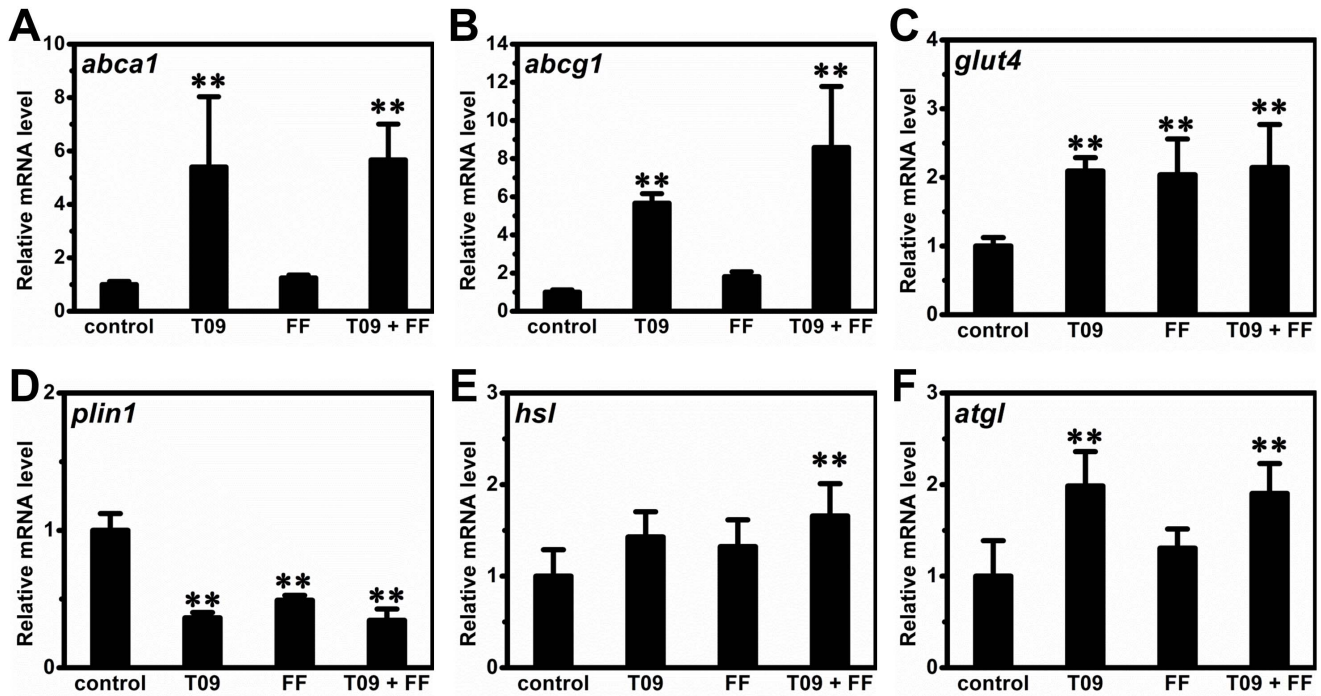 A
abca1
Relative mRNA level
10
8
6
4
2
0
**
**
control T09 FF T09 + FF
B
abcg1
Relative mRNA level
14
12
10
8
6
4
2
0
**
**
control T09 FF T09 + FF
C
glut4
Relative mRNA level
4
3
2
1
0
**
**
**
control T09 FF T09 + FF
D
plin1
Relative mRNA level
2
1
0
**
**
**
control T09 FF T09 + FF
E
hsl
Relative mRNA level
3
2
1
0
**
control T09 FF T09 + FF
F
atgl
Relative mRNA level
3
2
1
0
**
**
control T09 FF T09 + FF